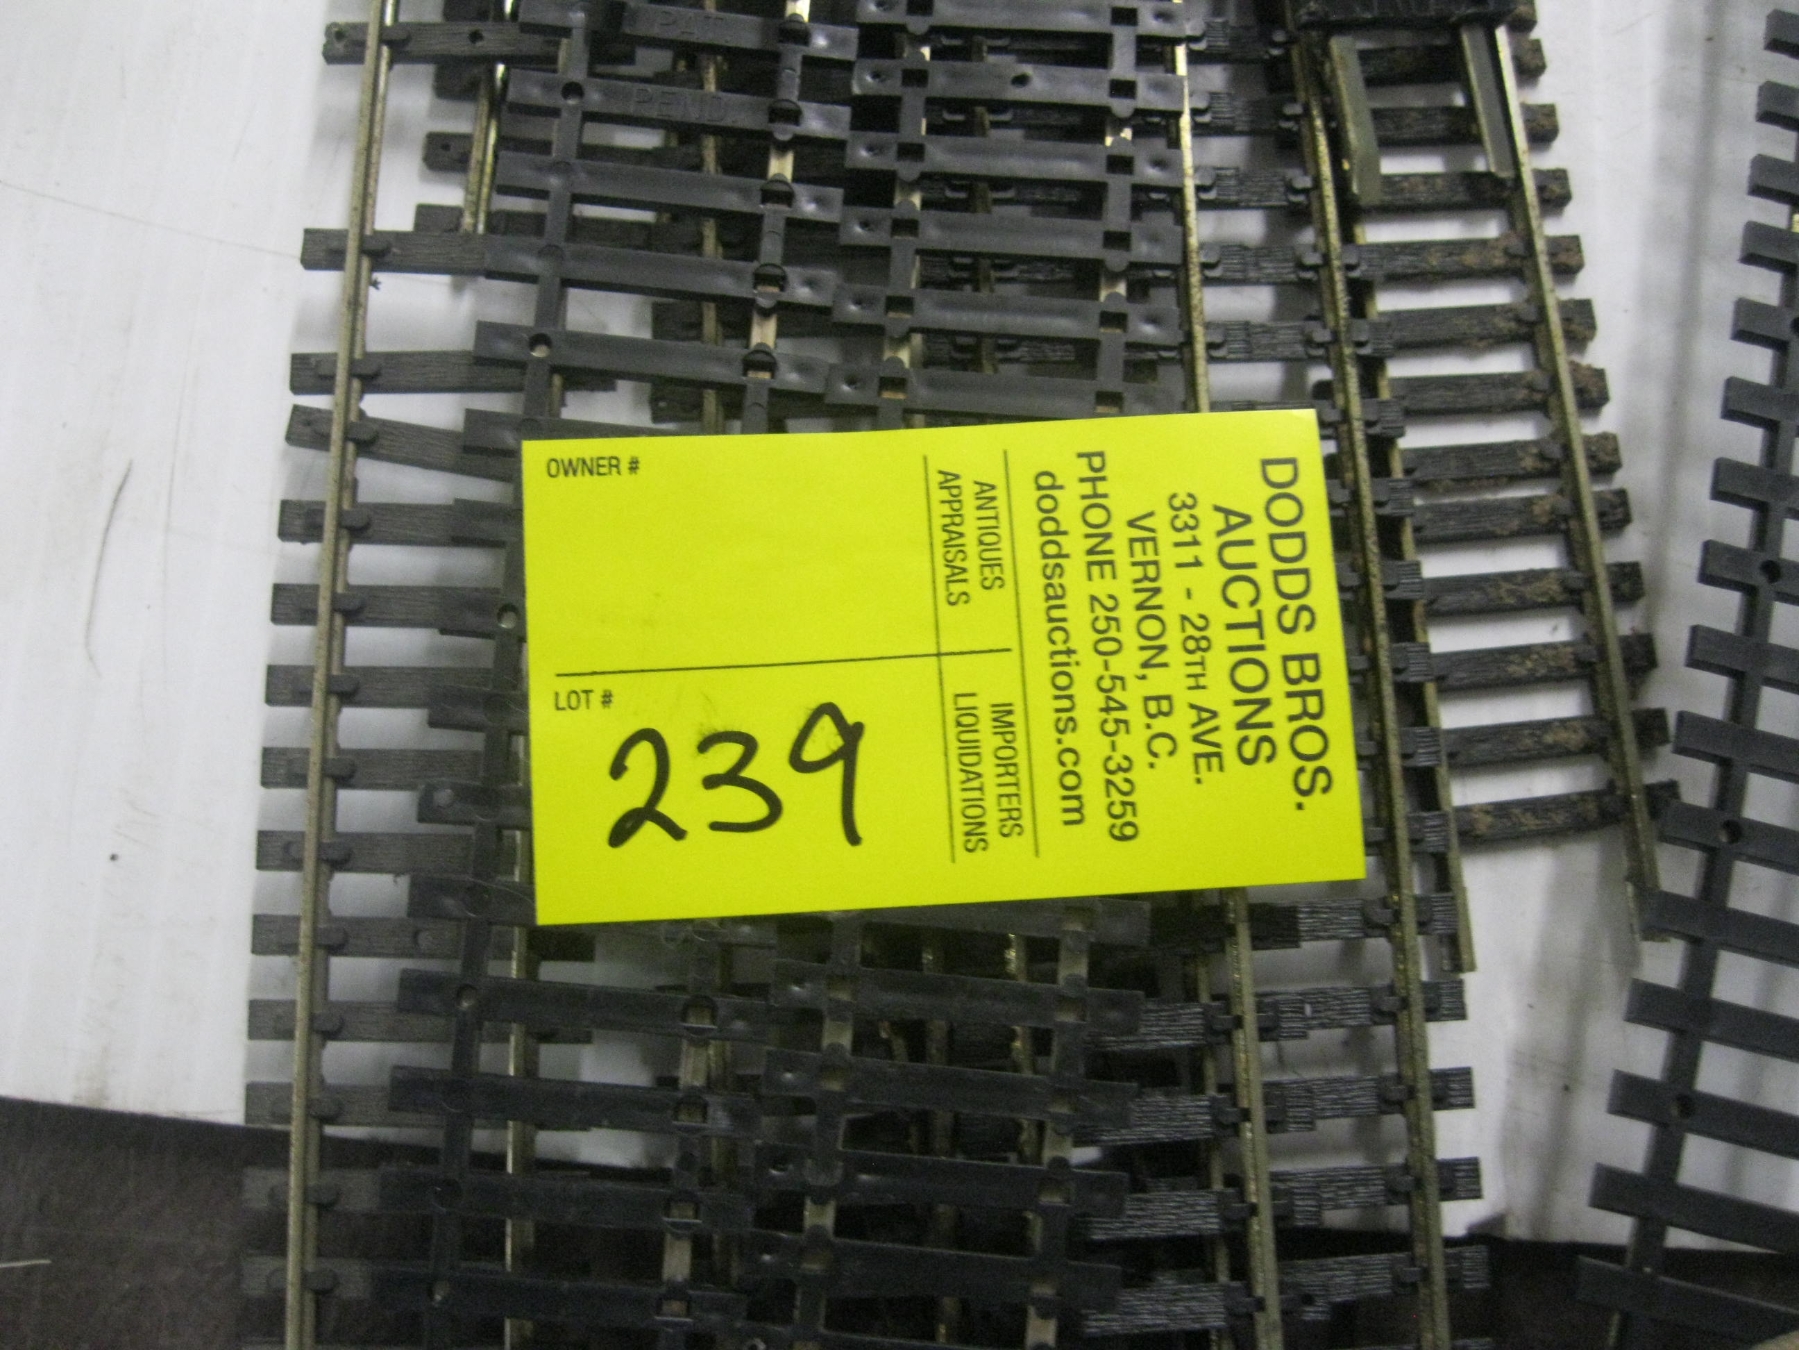 PAT
PEND
DODDS BROS.
AUCTIONS
3311 - 28TH AVE.
VERNON, B.C.
PHONE 250-545-3259
doddsauctions.com
ANTIQUES
APPRAISALS
IMPORTERS
LIQUIDATIONS
OWNER #
LOT #
239